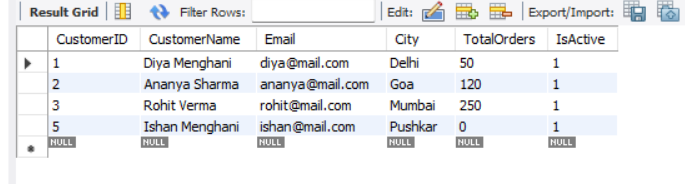 Result Grid Filter Rows: Edit: Export/Import:
CustomerID CustomerName Email City TotalOrders IsActive
1 Diya Menghani diya@mail.com Delhi 50 1
2 Ananya Sharma ananya@mail.com Goa 120 1
3 Rohit Verma rohit@mail.com Mumbai 250 1
5 Ishan Menghani ishan@mail.com Pushkar 0 1
NULL NULL NULL NULL NULL NULL